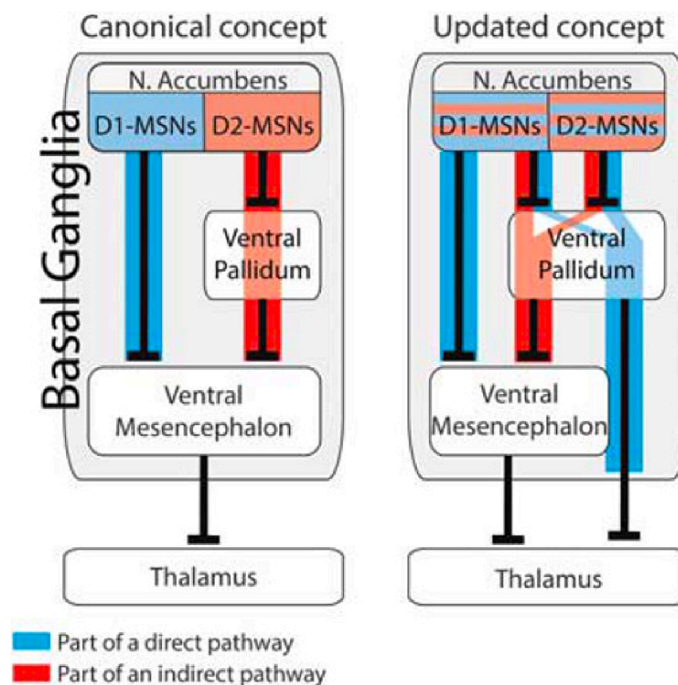 Canonical concept
Updated concept
Basal Ganglia
N. Accumbens
D1-MSNs
D2-MSNs
Ventral
Pallidum
Ventral
Mesencephalon
Thalamus
N. Accumbens
D1-MSNs
D2-MSNs
Ventral
Pallidum
Ventral
Mesencephalon
Thalamus
Part of a direct pathway
Part of an indirect pathway